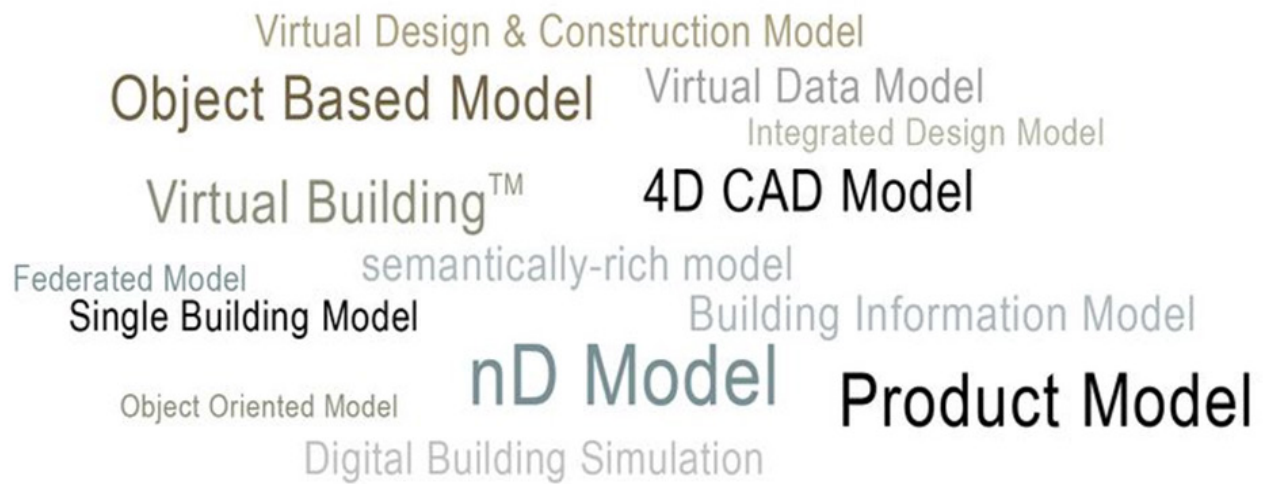 Virtual Design & Construction Model
Object Based Model
Virtual Data Model
Integrated Design Model
Virtual Building™
4D CAD Model
Federated Model
semantically-rich model
Single Building Model
Building Information Model
nD Model
Product Model
Object Oriented Model
Digital Building Simulation